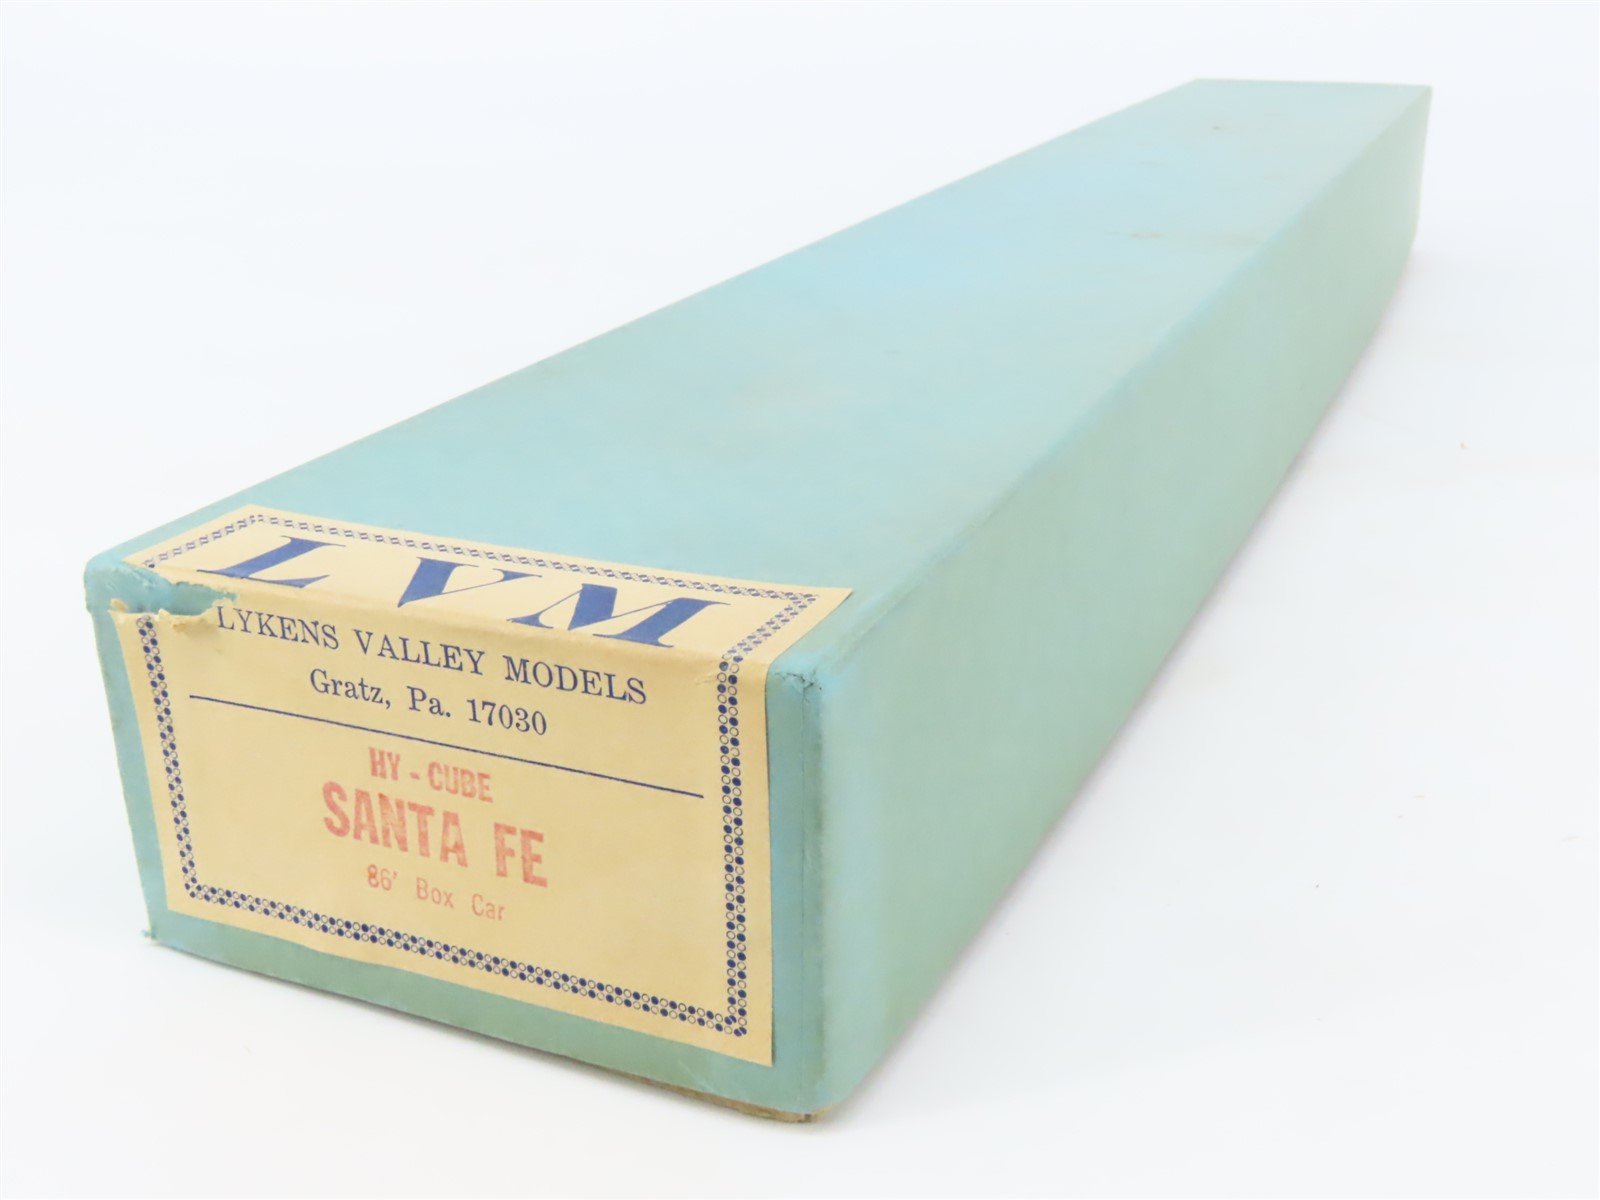 LVM
LYKENS VALLEY MODELS
Gratz, Pa. 17030
HY-CUBE
SANTA FE
86' Box Car